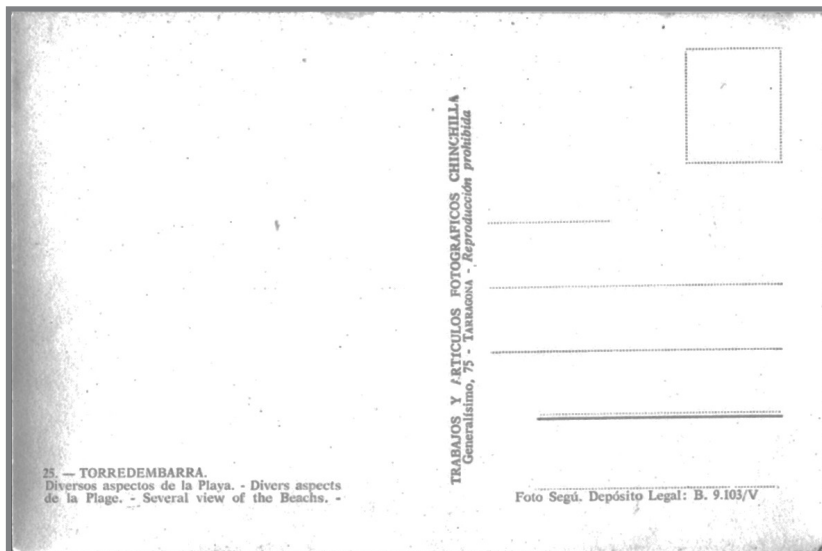 25. — TORREDEMBARRA.
Diversos aspectos de la Playa. - Divers aspects
de la Plage. - Several view of the Beachs. -
TRABAJOS Y ARTICULOS FOTOGRAFICOS CHINCHILLA
Generalísimo, 75 - TARRAGONA - Reproducción prohibida
Foto Segú. Depósito Legal: B. 9.103/V